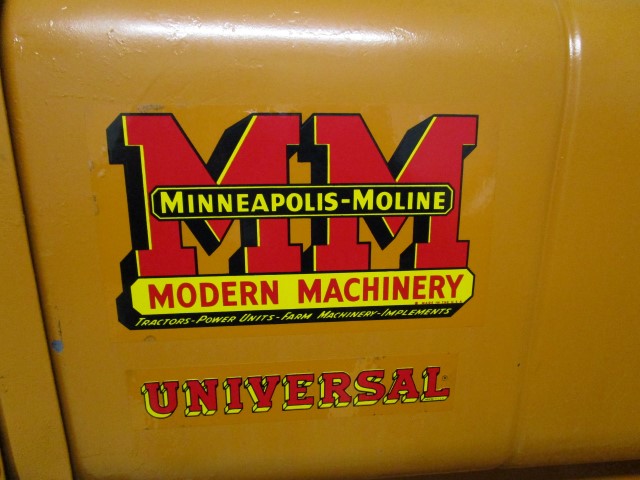 MM
MINNEAPOLIS-MOLINE
MODERN MACHINERY
TRACTORS-POWER UNITS-FARM MACHINERY-IMPLEMENTS
UNIVERSAL